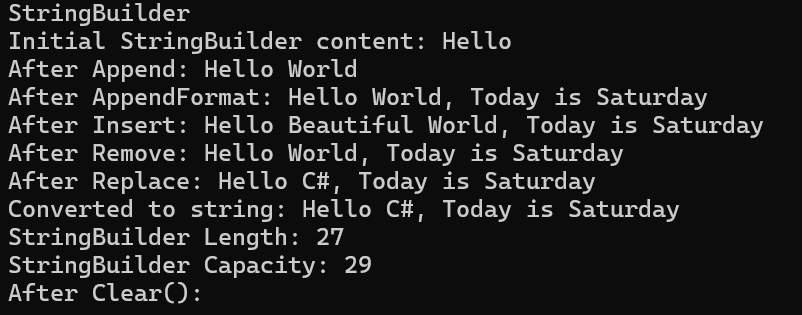 StringBuilder
Initial StringBuilder content: Hello
After Append: Hello World
After AppendFormat: Hello World, Today is Saturday
After Insert: Hello Beautiful World, Today is Saturday
After Remove: Hello World, Today is Saturday
After Replace: Hello C#, Today is Saturday
Converted to string: Hello C#, Today is Saturday
StringBuilder Length: 27
StringBuilder Capacity: 29
After Clear():